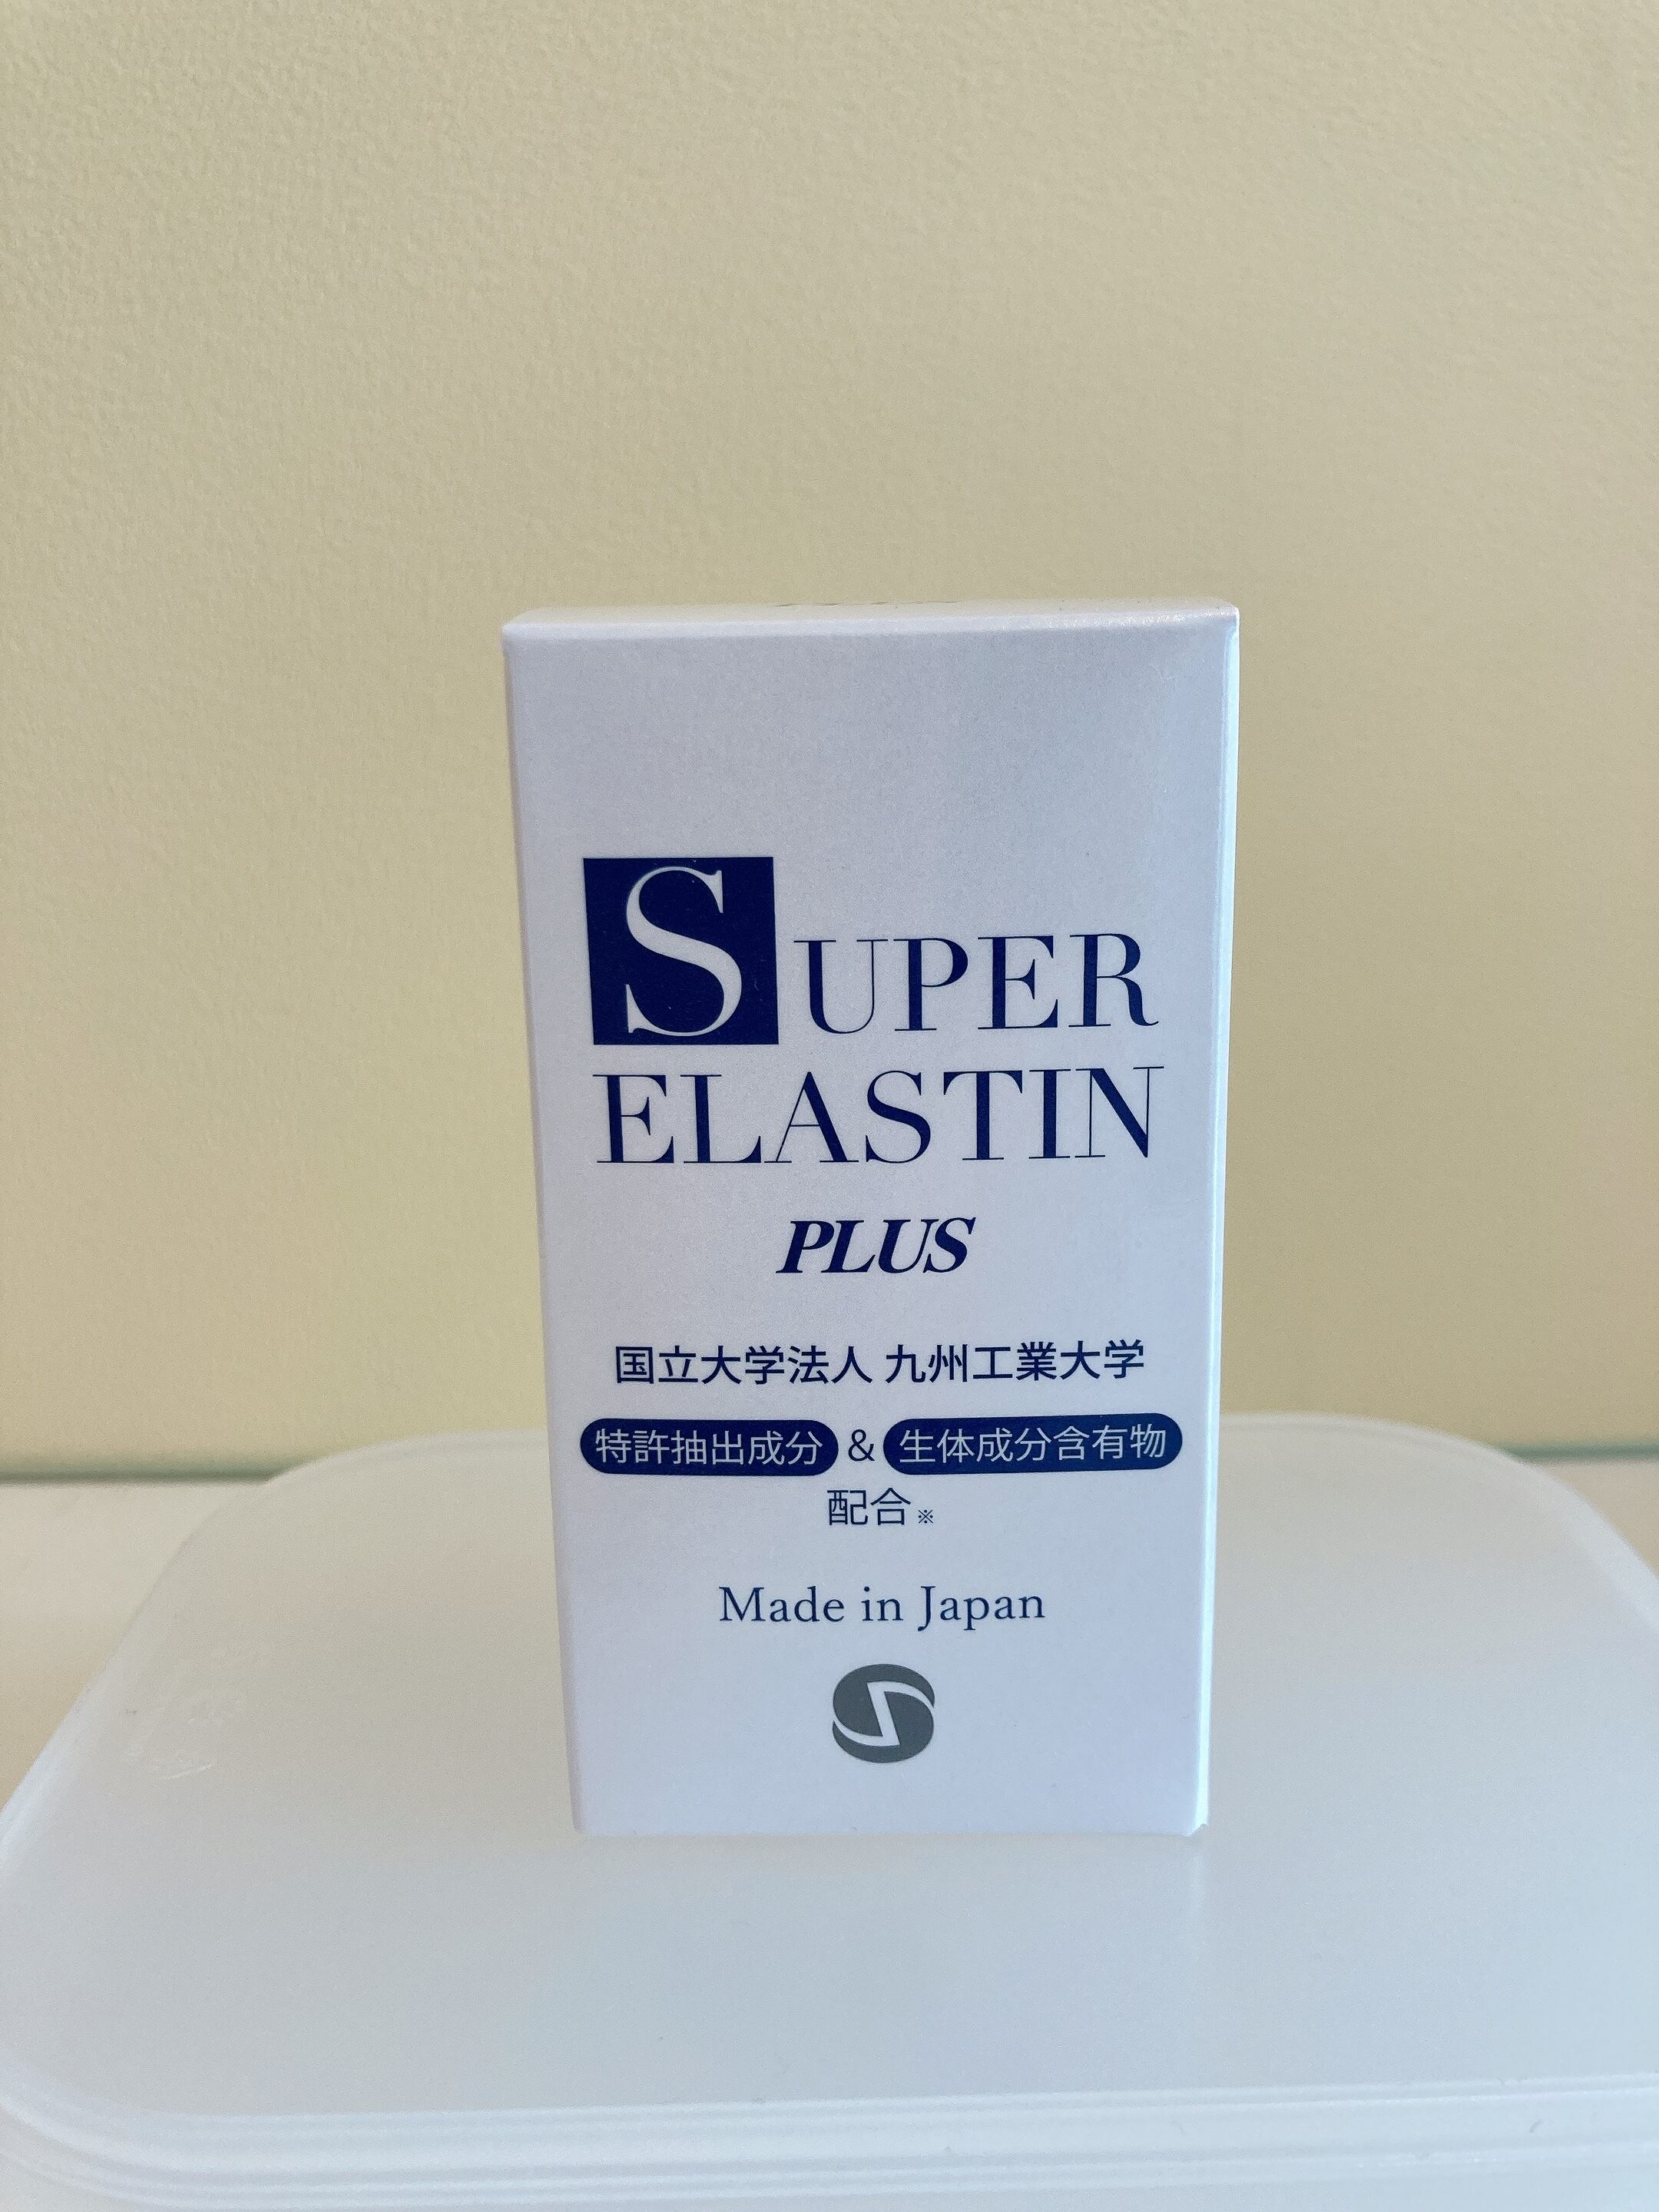 SUPER
ELASTIN
PLUS
国立大学法人 九州工業大学
特許抽出成分 & 生体成分含有物
配合※
Made in Japan